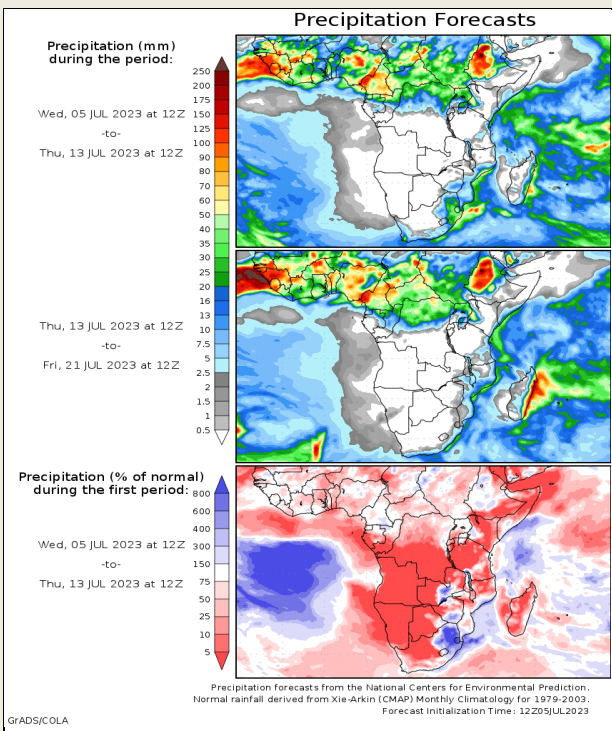 Precipitation Forecasts
Precipitation (mm)
during the period:
Wed, 05 JUL 2023 at 12Z
-to-
Thu, 13 JUL 2023 at 12Z
250
200
175
150
125
100
90
80
70
60
50
40
35
30
25
20
16
13
10
7.5
5
2.5
2
1.5
1
0.5
Thu, 13 JUL 2023 at 12Z
-to-
Fri, 21 JUL 2023 at 12Z
Precipitation (% of normal)
during the first period:
Wed, 05 JUL 2023 at 12Z
-to-
Thu, 13 JUL 2023 at 12Z
800
600
400
300
150
75
50
25
10
5
Precipitation forecasts from the National Centers for Environmental Prediction.
Normal rainfall derived from Xie-Arkin (CMAP) Monthly Climatology for 1979-2003.
Forecast Initialization Time: 12Z05JUL2023
GrADS/COLA